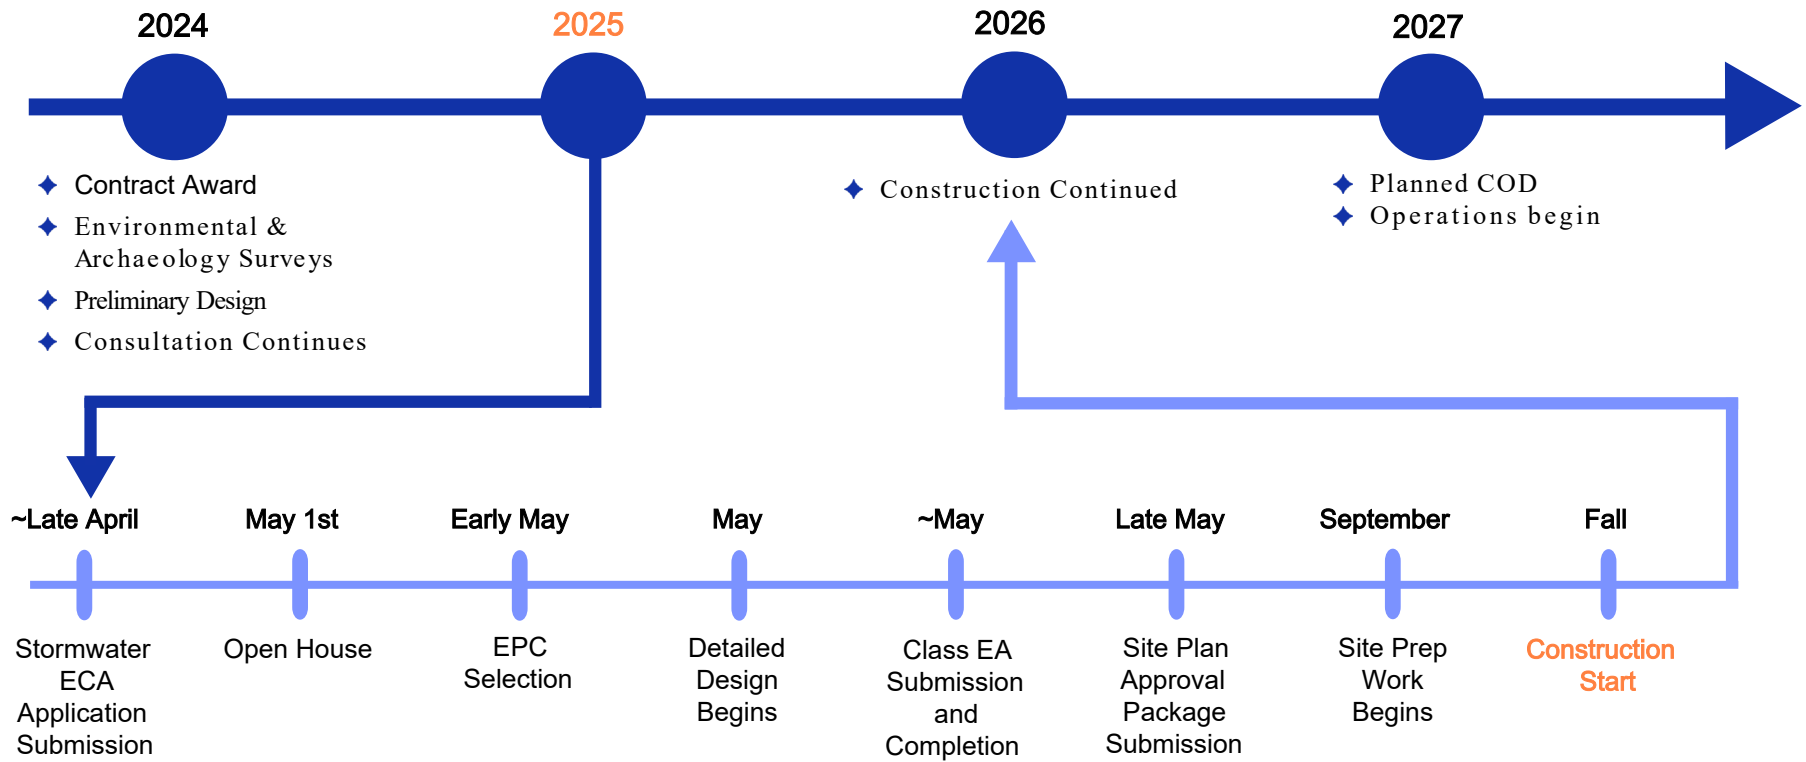 2024
2025
2026
2027
Contract Award
Environmental &
Archaeology Surveys
Preliminary Design
Consultation Continues
Construction Continued
Planned COD
Operations begin
~Late April
May 1st
Early May
May
~May
Late May
September
Fall
Stormwater
ECA
Application
Submission
Open House
EPC
Selection
Detailed
Design
Begins
Class EA
Submission
and
Completion
Site Plan
Approval
Package
Submission
Site Prep
Work
Begins
Construction
Start